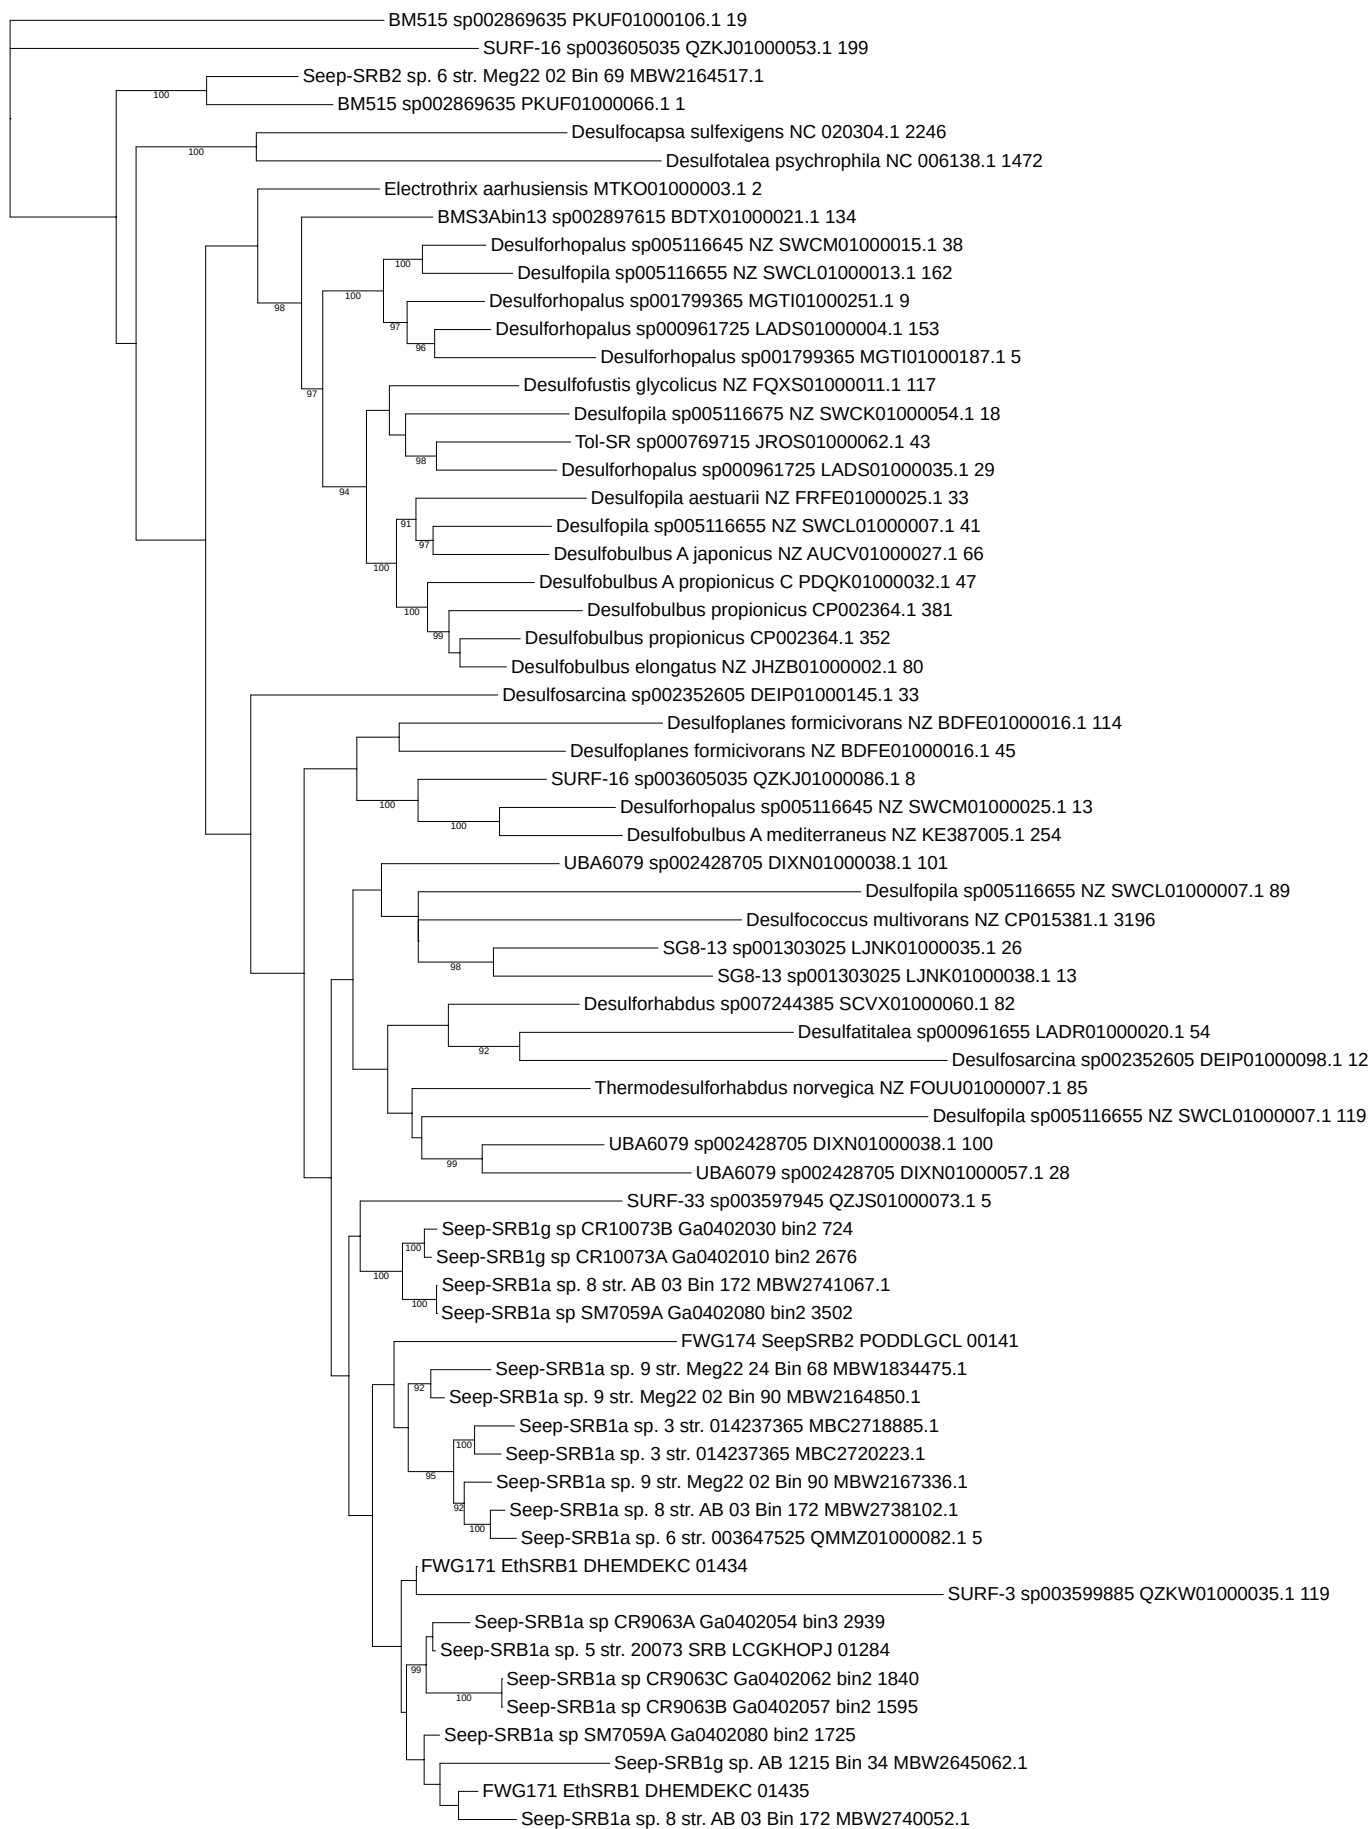 BM515 sp002869635 PKUF01000106.1 19
SURF-16 sp003605035 QZKJ01000053.1 199
Seep-SRB2 sp. 6 str. Meg22 02 Bin 69 MBW2164517.1
100
BM515 sp002869635 PKUF01000066.1 1
Desulfocapsa sulfexigens NC 020304.1 2246
100
Desulfotalea psychrophila NC 006138.1 1472
Electrothrix aarhusiensis MTKO01000003.1 2
BMS3Abin13 sp002897615 BDTX01000021.1 134
Desulforhopalus sp005116645 NZ SWCM01000015.1 38
100
Desulfopila sp005116655 NZ SWCL01000013.1 162
100
Desulforhopalus sp001799365 MGTI01000251.1 9
98
97
Desulforhopalus sp000961725 LADS01000004.1 153
96
Desulforhopalus sp001799365 MGTI01000187.1 5
Desulfofustis glycolicus NZ FQXS01000011.1 117
97
Desulfopila sp005116675 NZ SWCK01000054.1 18
Tol-SR sp000769715 JROS01000062.1 43
98
Desulforhopalus sp000961725 LADS01000035.1 29
94
Desulfopila aestuarii NZ FRFE01000025.1 33
91
Desulfopila sp005116655 NZ SWCL01000007.1 41
97
Desulfobulbus A japonicus NZ AUCV01000027.1 66
100
Desulfobulbus A propionicus C PDQK01000032.1 47
100
Desulfobulbus propionicus CP002364.1 381
99
Desulfobulbus propionicus CP002364.1 352
Desulfobulbus elongatus NZ JHZB01000002.1 80
Desulfosarcina sp002352605 DEIP01000145.1 33
Desulfoplanes formicivorans NZ BDFE01000016.1 114
Desulfoplanes formicivorans NZ BDFE01000016.1 45
SURF-16 sp003605035 QZKJ01000086.1 8
100
Desulforhopalus sp005116645 NZ SWCM01000025.1 13
100
Desulfobulbus A mediterraneus NZ KE387005.1 254
UBA6079 sp002428705 DIXN01000038.1 101
Desulfopila sp005116655 NZ SWCL01000007.1 89
Desulfococcus multivorans NZ CP015381.1 3196
SG8-13 sp001303025 LJNK01000035.1 26
98
SG8-13 sp001303025 LJNK01000038.1 13
Desulforhabdus sp007244385 SCVX01000060.1 82
Desulfatitalea sp000961655 LADR01000020.1 54
92
Desulfosarcina sp002352605 DEIP01000098.1 12
Thermodesulforhabdus norvegica NZ FOUU01000007.1 85
Desulfopila sp005116655 NZ SWCL01000007.1 119
UBA6079 sp002428705 DIXN01000038.1 100
99
UBA6079 sp002428705 DIXN01000057.1 28
SURF-33 sp003597945 QZJS01000073.1 5
Seep-SRB1g sp CR10073B Ga0402030 bin2 724
100
Seep-SRB1g sp CR10073A Ga0402010 bin2 2676
100
Seep-SRB1a sp. 8 str. AB 03 Bin 172 MBW2741067.1
100
Seep-SRB1a sp SM7059A Ga0402080 bin2 3502
FWG174 SeepSRB2 PODDLGCL 00141
Seep-SRB1a sp. 9 str. Meg22 24 Bin 68 MBW1834475.1
92
Seep-SRB1a sp. 9 str. Meg22 02 Bin 90 MBW2164850.1
Seep-SRB1a sp. 3 str. 014237365 MBC2718885.1
100
Seep-SRB1a sp. 3 str. 014237365 MBC2720223.1
95
Seep-SRB1a sp. 9 str. Meg22 02 Bin 90 MBW2167336.1
92
Seep-SRB1a sp. 8 str. AB 03 Bin 172 MBW2738102.1
100
Seep-SRB1a sp. 6 str. 003647525 QMMZ01000082.1 5
FWG171 EthSRB1 DHEMDEKC 01434
SURF-3 sp003599885 QZKW01000035.1 119
Seep-SRB1a sp CR9063A Ga0402054 bin3 2939
Seep-SRB1a sp. 5 str. 20073 SRB LCGKHOPJ 01284
99
Seep-SRB1a sp CR9063C Ga0402062 bin2 1840
100
Seep-SRB1a sp CR9063B Ga0402057 bin2 1595
Seep-SRB1a sp SM7059A Ga0402080 bin2 1725
Seep-SRB1g sp. AB 1215 Bin 34 MBW2645062.1
FWG171 EthSRB1 DHEMDEKC 01435
Seep-SRB1a sp. 8 str. AB 03 Bin 172 MBW2740052.1